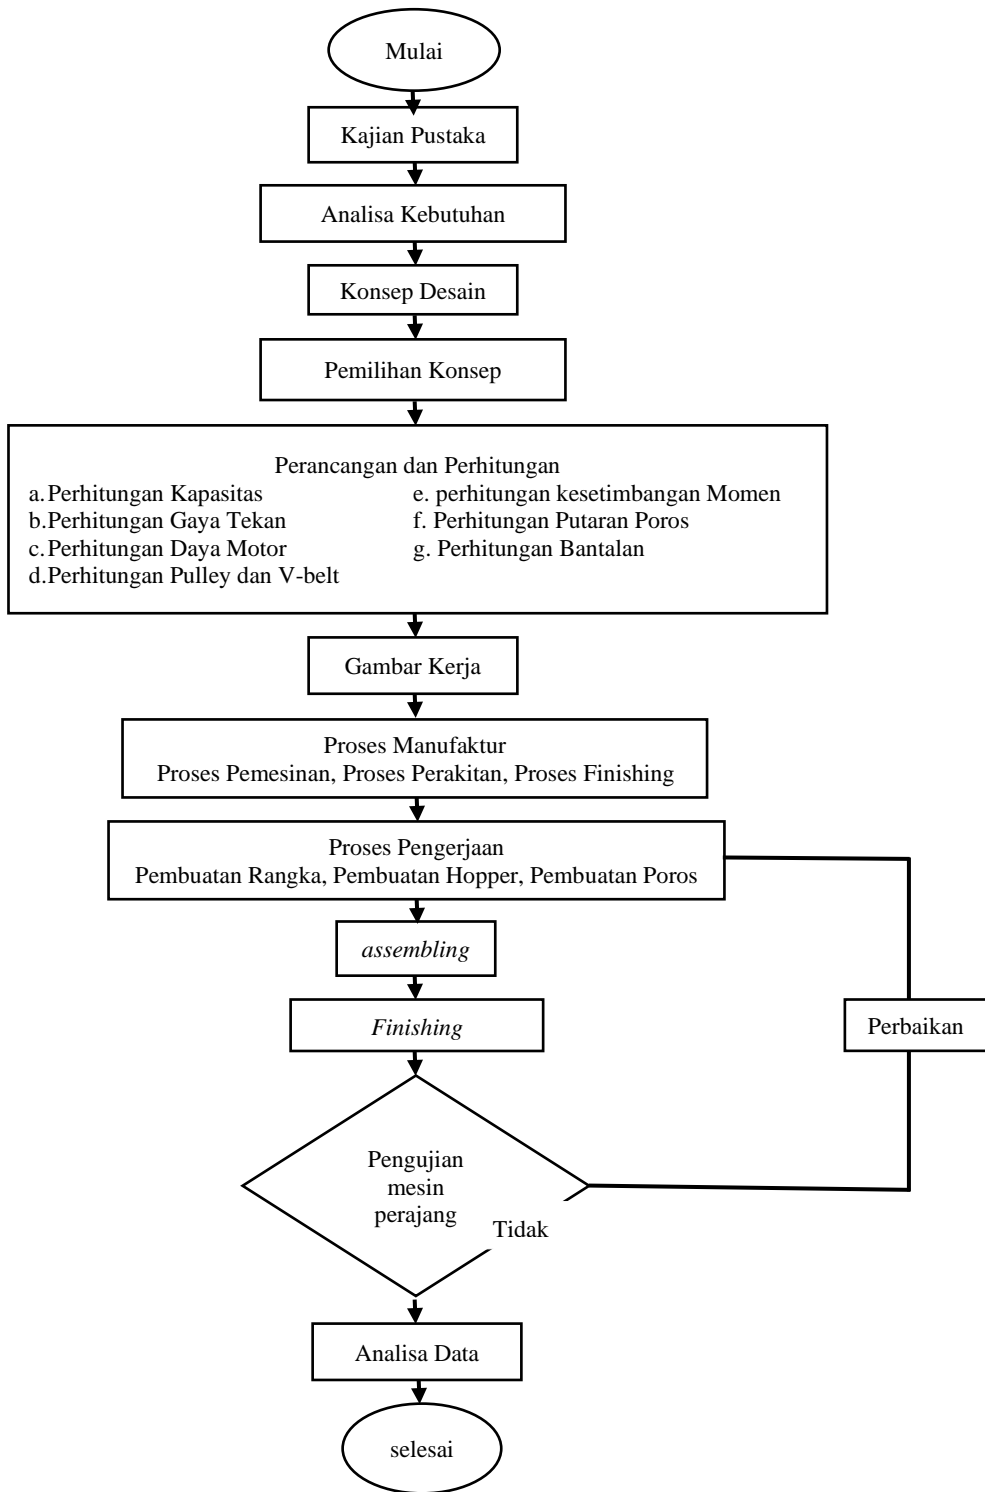 Mulai
Kajian Pustaka
Analisa Kebutuhan
Konsep Desain
Pemilihan Konsep
Perancangan dan Perhitungan
a. Perhitungan Kapasitas
b. Perhitungan Gaya Tekan
c. Perhitungan Daya Motor
d. Perhitungan Pulley dan V-belt
e. perhitungan kesetimbangan Momen
f. Perhitungan Putaran Poros
g. Perhitungan Bantalan
Gambar Kerja
Proses Manufaktur
Proses Pemesinan, Proses Perakitan, Proses Finishing
Proses Pengerjaan
Pembuatan Rangka, Pembuatan Hopper, Pembuatan Poros
assembling
Finishing
Perbaikan
Pengujian
mesin
perajang
Tidak
Analisa Data
selesai